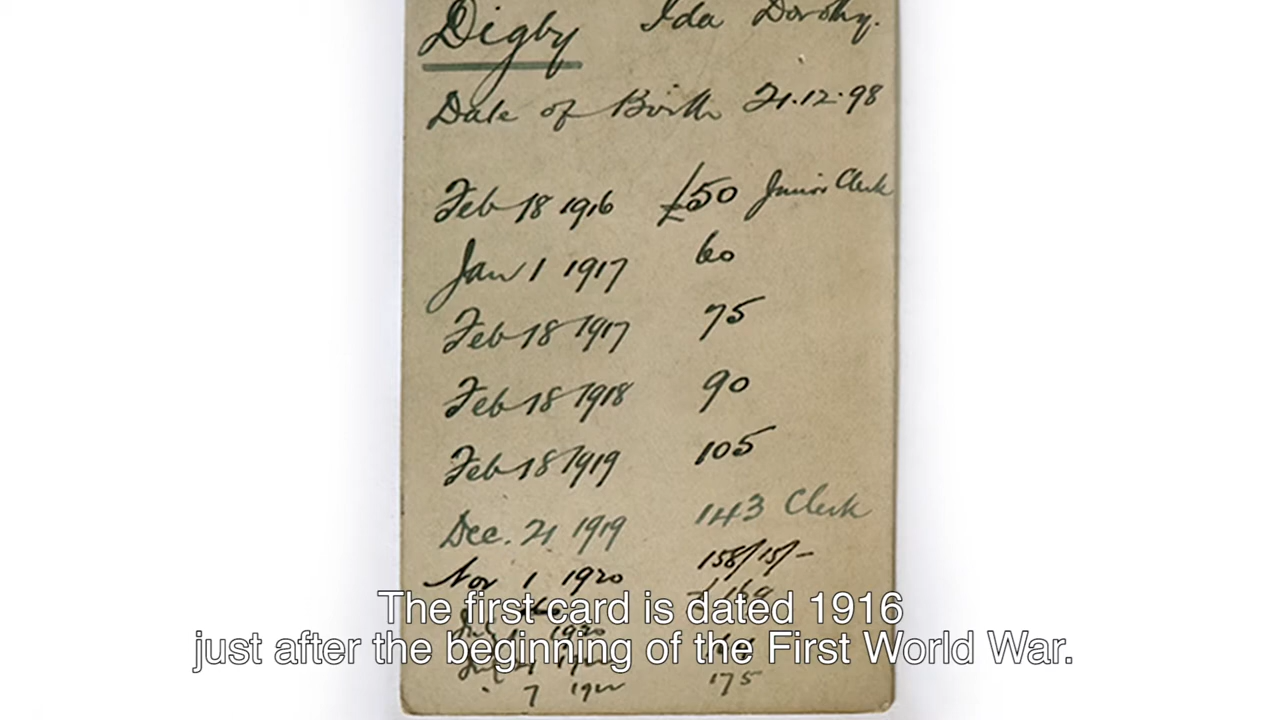 Digby Ida Dorothy.
Date of Birth 21.12.98
Feb 18 1916 £50 Junior Clerk
Jan 1 1917 60
Feb 18 1917 75
Feb 18 1918 90
Feb 18 1919 105
Dec. 21 1919 143 Clerk
Nov 1 1920 158/15/-
The first card is dated 1916
just after the beginning of the First World War.
7 175